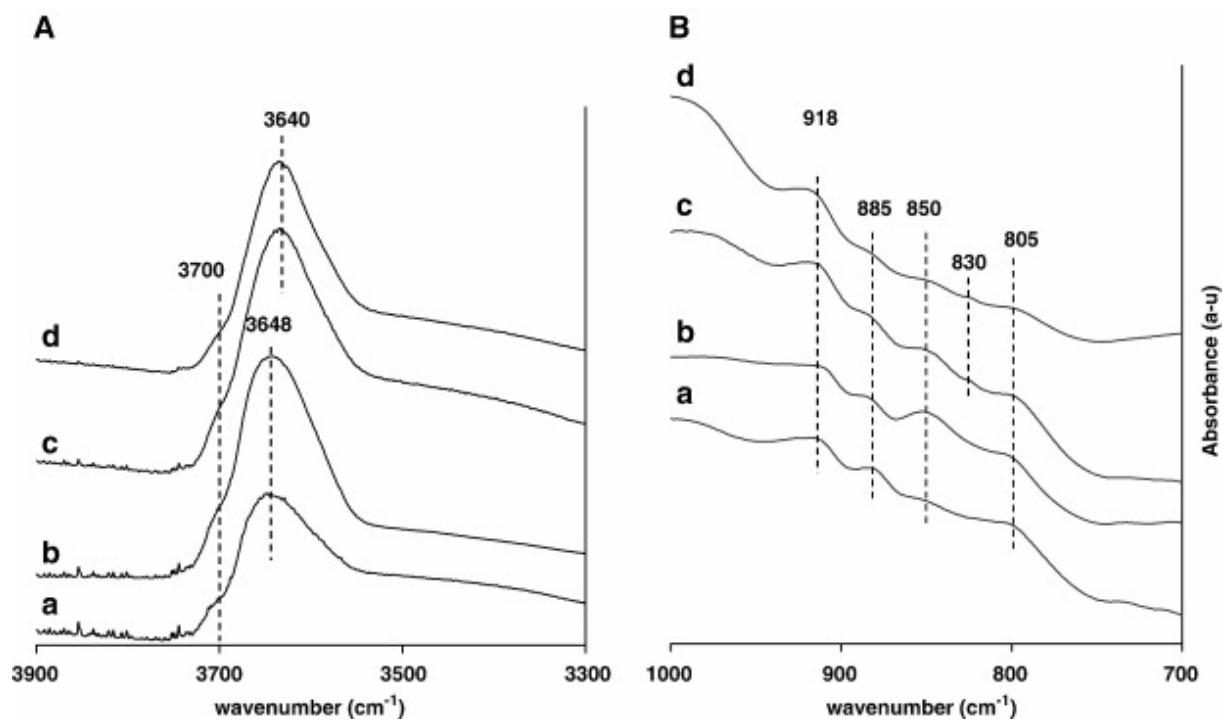 A
3640
3700
3648
d
c
b
a
3900
3700
3500
3300
wavenumber (cm⁻¹)
B
d
918
885
850
830
805
c
b
a
1000
900
800
700
wavenumber (cm⁻¹)
Absorbance (a-u)